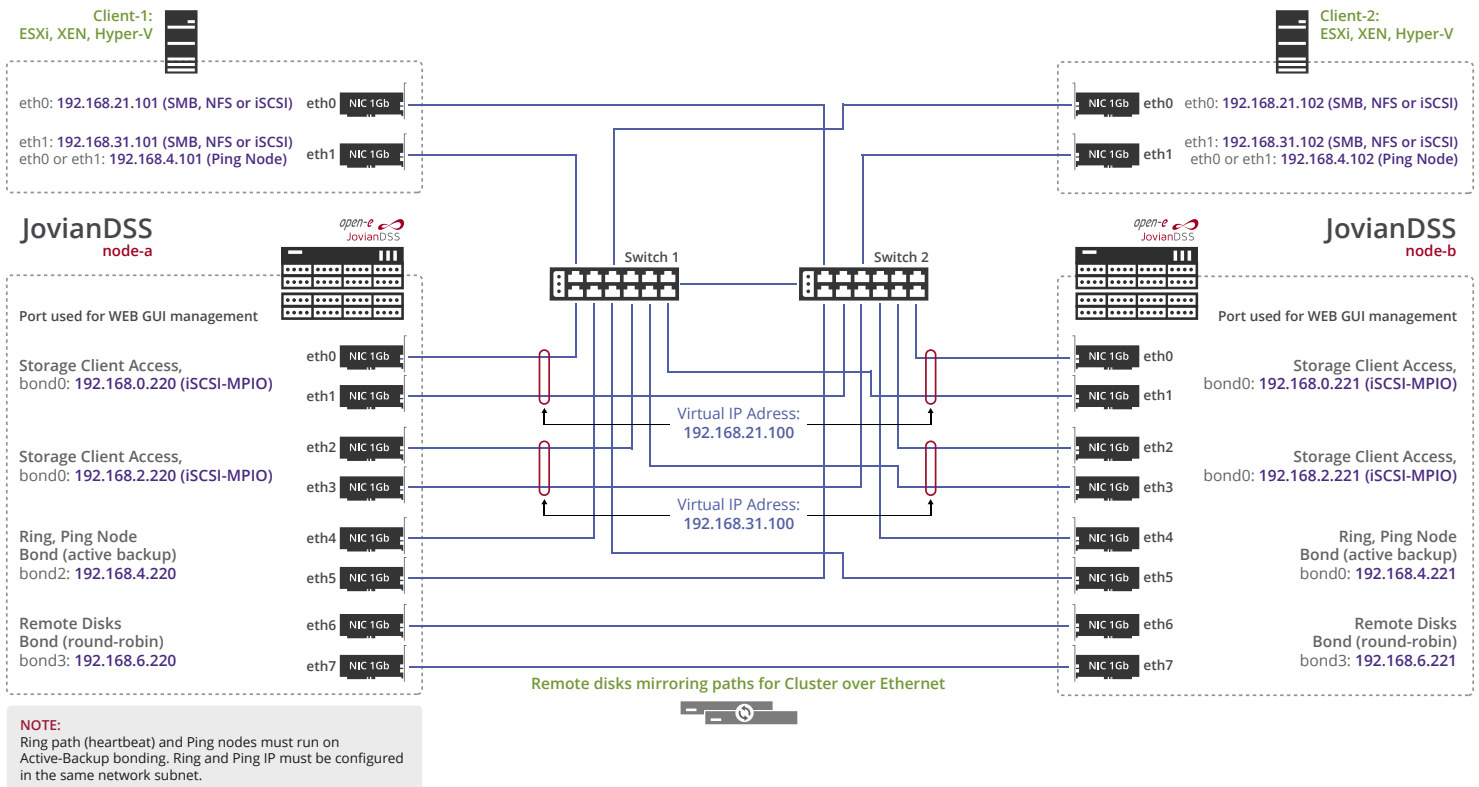 Client-1:
ESXi, XEN, Hyper-V
eth0: 192.168.21.101 (SMB, NFS or iSCSI)
eth0
NIC 1Gb
eth1: 192.168.31.101 (SMB, NFS or iSCSI)
eth0 or eth1: 192.168.4.101 (Ping Node)
eth1
NIC 1Gb
Client-2:
ESXi, XEN, Hyper-V
NIC 1Gb
eth0
eth0: 192.168.21.102 (SMB, NFS or iSCSI)
NIC 1Gb
eth1
eth1: 192.168.31.102 (SMB, NFS or iSCSI)
eth0 or eth1: 192.168.4.102 (Ping Node)
JovianDSS
node-a
open-e
JovianDSS
Switch 1
Switch 2
open-e
JovianDSS
JovianDSS
node-b
Port used for WEB GUI management
Storage Client Access,
bond0: 192.168.0.220 (iSCSI-MPIO)
eth0
NIC 1Gb
eth1
NIC 1Gb
Storage Client Access,
bond0: 192.168.2.220 (iSCSI-MPIO)
eth2
NIC 1Gb
eth3
NIC 1Gb
Ring, Ping Node
Bond (active backup)
bond2: 192.168.4.220
eth4
NIC 1Gb
eth5
NIC 1Gb
Remote Disks
Bond (round-robin)
bond3: 192.168.6.220
eth6
NIC 1Gb
eth7
NIC 1Gb
Virtual IP Adress:
192.168.21.100
Virtual IP Adress:
192.168.31.100
Port used for WEB GUI management
NIC 1Gb
eth0
NIC 1Gb
eth1
Storage Client Access,
bond0: 192.168.0.221 (iSCSI-MPIO)
NIC 1Gb
eth2
NIC 1Gb
eth3
Storage Client Access,
bond0: 192.168.2.221 (iSCSI-MPIO)
NIC 1Gb
eth4
NIC 1Gb
eth5
Ring, Ping Node
Bond (active backup)
bond0: 192.168.4.221
NIC 1Gb
eth6
NIC 1Gb
eth7
Remote Disks
Bond (round-robin)
bond3: 192.168.6.221
Remote disks mirroring paths for Cluster over Ethernet
NOTE:
Ring path (heartbeat) and Ping nodes must run on
Active-Backup bonding. Ring and Ping IP must be configured
in the same network subnet.